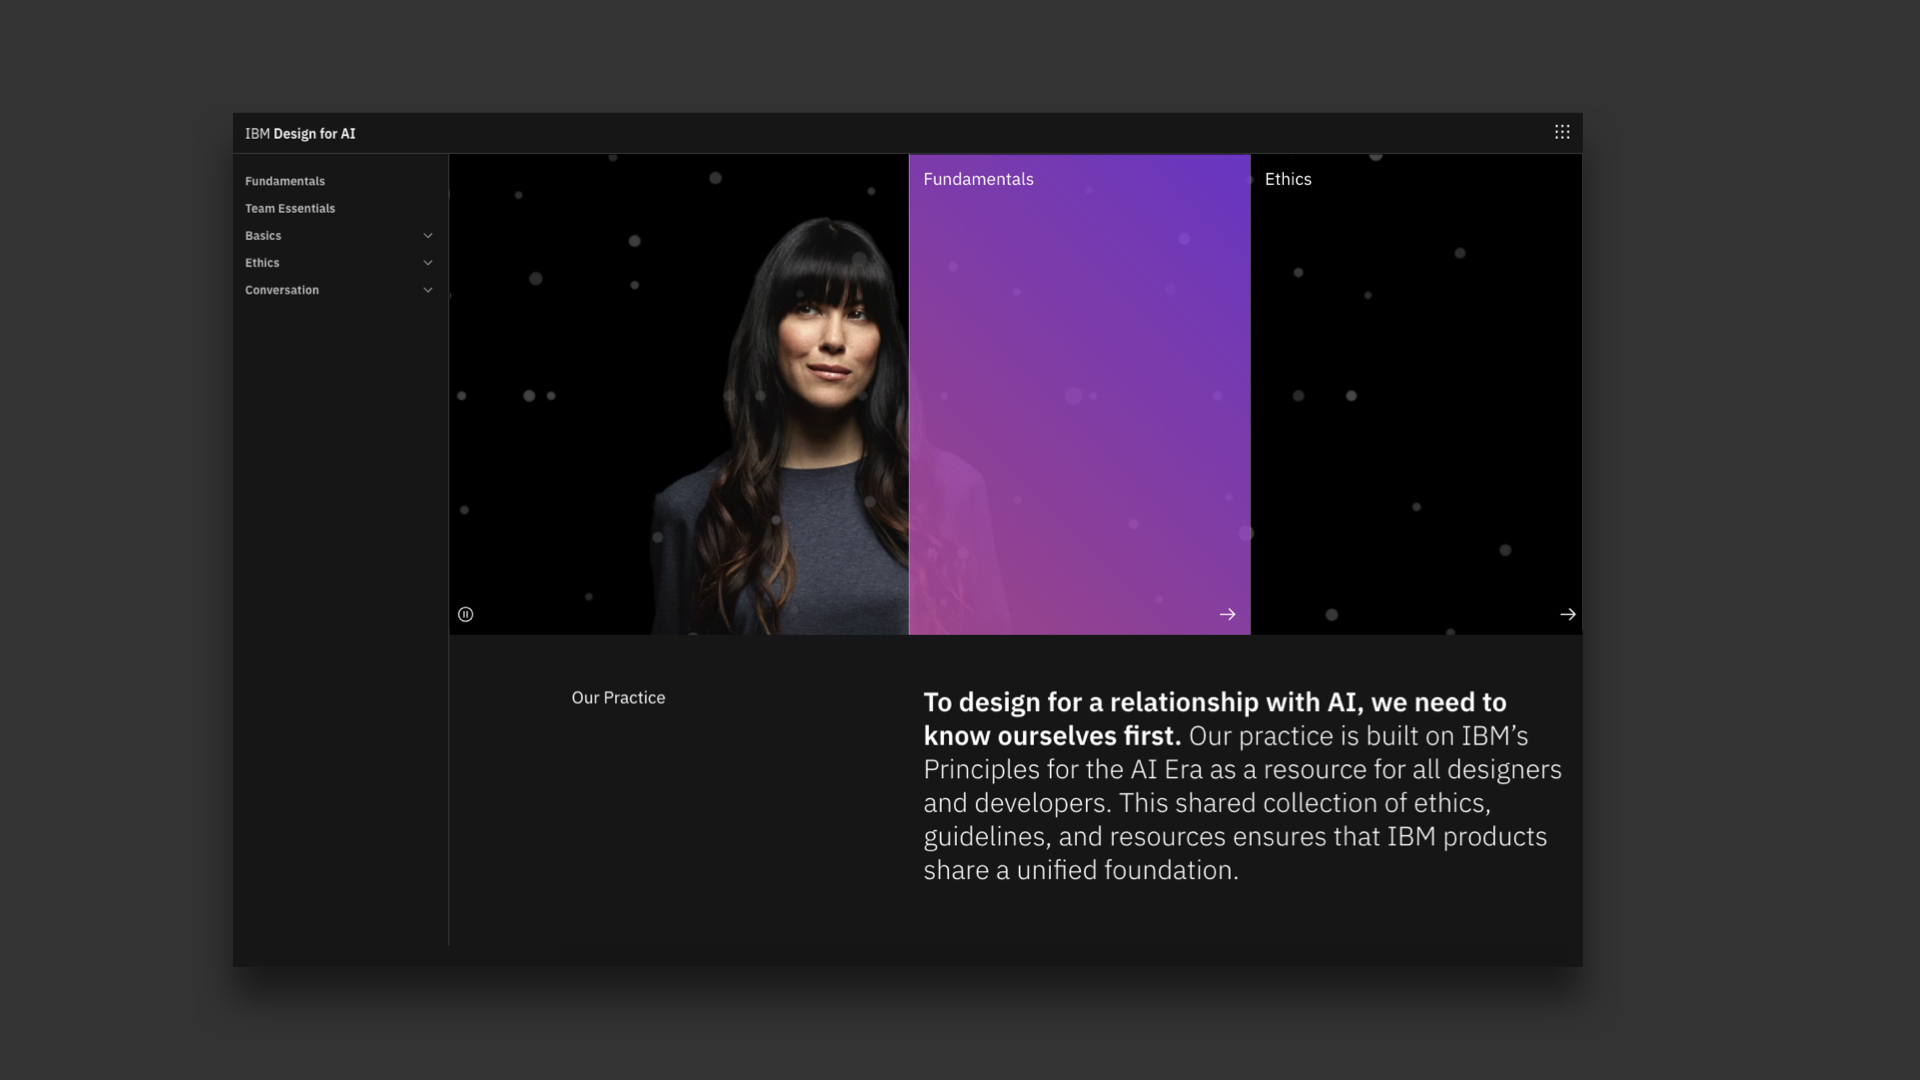 IBM Design for AI
Fundamentals
Team Essentials
Basics
Ethics
Conversation
Fundamentals
Ethics
Our Practice
To design for a relationship with AI, we need to
know ourselves first. Our practice is built on IBM’s
Principles for the AI Era as a resource for all designers
and developers. This shared collection of ethics,
guidelines, and resources ensures that IBM products
share a unified foundation.